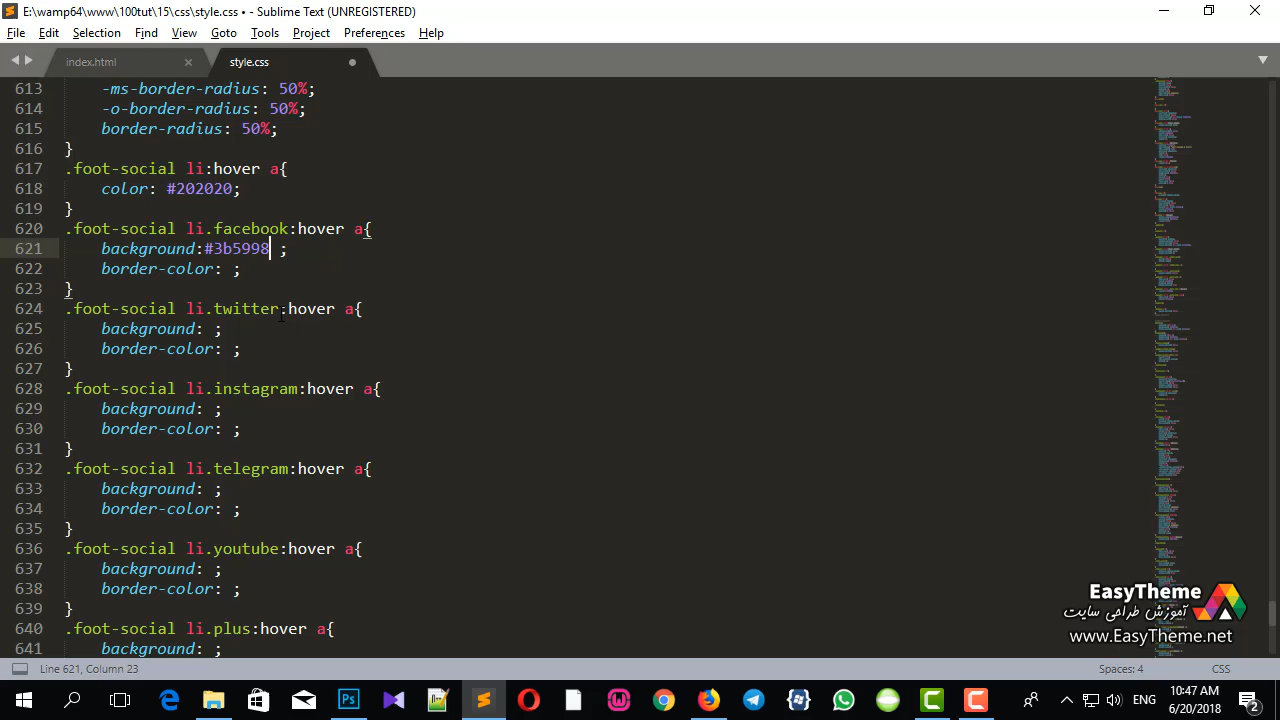 E:\wamp64\www\100tut\15\css\style.css • - Sublime Text (UNREGISTERED)
File Edit Selection Find View Goto Tools Project Preferences Help
index.html style.css
613 -ms-border-radius: 50%;
614 -o-border-radius: 50%;
615 border-radius: 50%;
616 }
617 .foot-social li:hover a{
618 color: #202020;
619 }
620 .foot-social li.facebook:hover a{
621 background:#3b5998 ;
622 border-color: ;
623 }
624 .foot-social li.twitter:hover a{
625 background: ;
626 border-color: ;
627 }
628 .foot-social li.instagram:hover a{
629 background: ;
630 border-color: ;
631 }
632 .foot-social li.telegram:hover a{
633 background: ;
634 border-color: ;
635 }
636 .foot-social li.youtube:hover a{
637 background: ;
638 border-color: ;
639 }
640 .foot-social li.plus:hover a{
641 background: ;
EasyTheme
آموزش طراحی سایت
www.EasyTheme.net
Line 621, Column 23 Spaces: 4 CSS
ENG 10:47 AM
6/20/2018 2